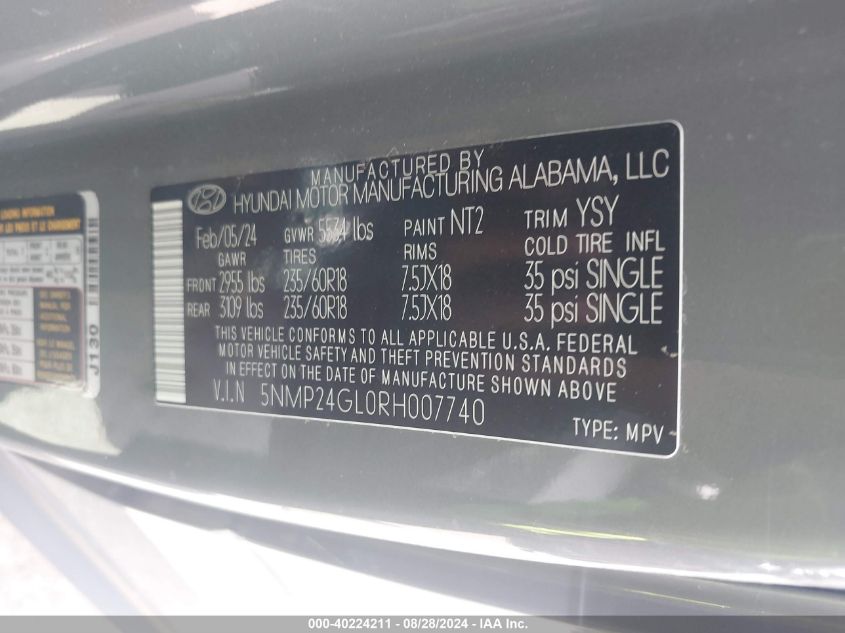 MANUFACTURED BY
HYUNDAI MOTOR MANUFACTURING ALABAMA, LLC
Feb/05/24 GVWR 5534 lbs PAINT NT2 TRIM YSY
GAWR TIRES RIMS COLD TIRE INFL
FRONT 2955 lbs 235/60R18 7.5JX18 35 psi SINGLE
REAR 3109 lbs 235/60R18 7.5JX18 35 psi SINGLE
THIS VEHICLE CONFORMS TO ALL APPLICABLE U.S.A. FEDERAL
MOTOR VEHICLE SAFETY AND THEFT PREVENTION STANDARDS
IN EFFECT ON THE DATE OF MANUFACTURE SHOWN ABOVE
V.I.N 5NMP24GL0RH007740
TYPE: MPV
LOADING INFORMATION
J130
000-40224211 - 08/28/2024 - IAA Inc.